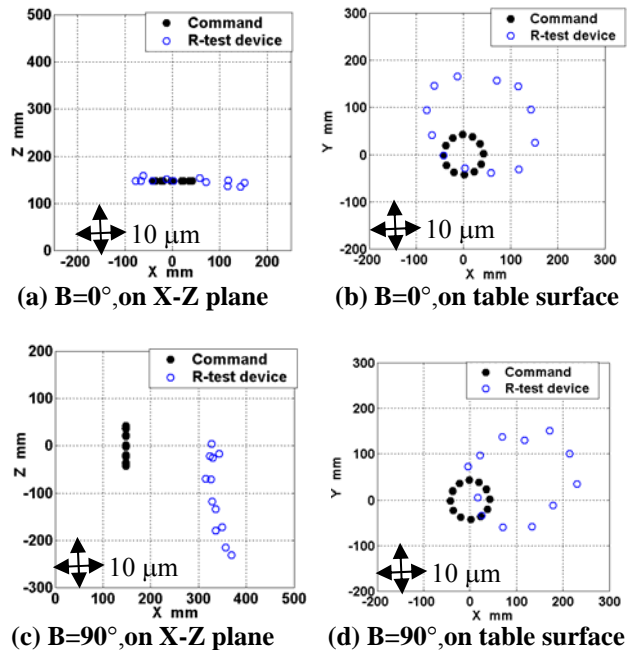 500
400
300
200
100
0
Z mm
Command
R-test device
10 μm
-200 -100 0 100 200
X mm
(a) B=0°,on X-Z plane
300
200
100
0
-100
-200
Y mm
Command
R-test device
10 μm
-200 -100 0 100 200 300
X mm
(b) B=0°,on table surface
200
100
0
-100
-200
-300
Z mm
Command
R-test device
10 μm
0 100 200 300 400 500
X mm
(c) B=90°,on X-Z plane
300
200
100
0
-100
-200
Y mm
Command
R-test device
10 μm
-200 -100 0 100 200 300
X mm
(d) B=90°,on table surface